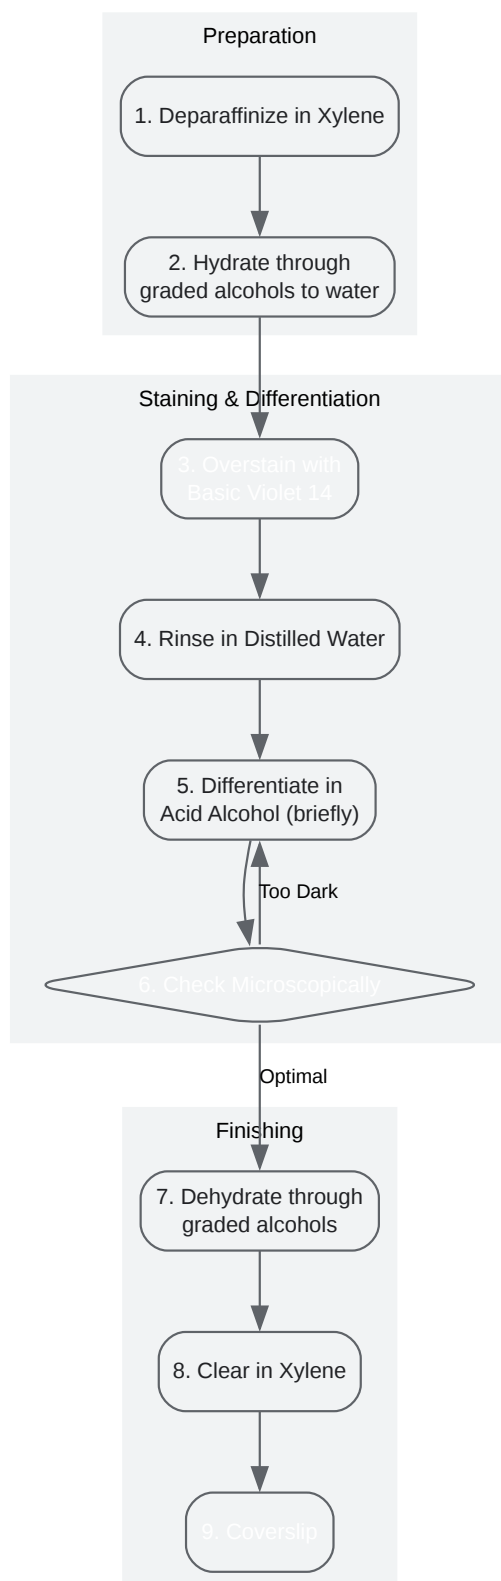 Preparation
1. Deparaffinize in Xylene
2. Hydrate through
graded alcohols to water
Staining & Differentiation
3. Overstain with
Basic Violet 14
4. Rinse in Distilled Water
5. Differentiate in
Acid Alcohol (briefly)
Too Dark
6. Check Microscopically
Optimal
Finishing
7. Dehydrate through
graded alcohols
8. Clear in Xylene
9. Coverslip